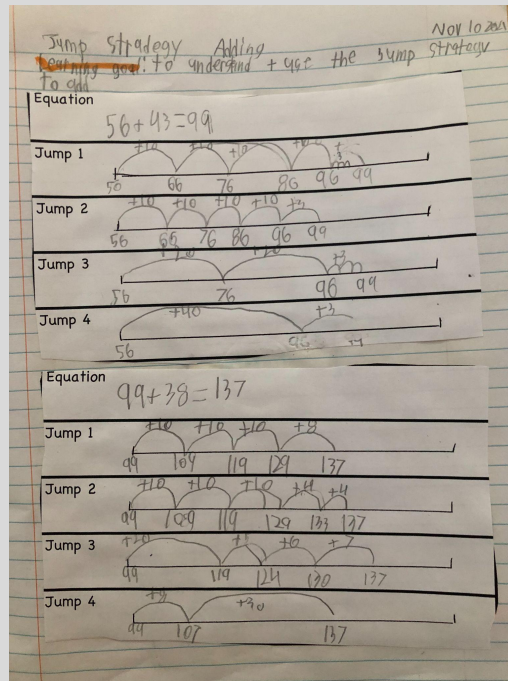 Nov 10 2021
Jump Stradegy Adding
Learning goal: to understand + use the Jump Strategy
to add
Equation
56+43=99
Jump 1
+10 +10 +10 +10
56 66 76 86 96 99
Jump 2
+10 +10 +10 +10 +3
56 66 76 86 96 99
Jump 3
+20 +20 +3
56 76 96 99
Jump 4
+40 +3
56 96
Equation
99+38=137
Jump 1
+10 +10 +10 +8
99 109 119 129 137
Jump 2
+10 +10 +10 +4 +4
99 109 119 129 133 137
Jump 3
+20 +6 +7
99 119 124 130 137
Jump 4
+8 +30
99 107 137